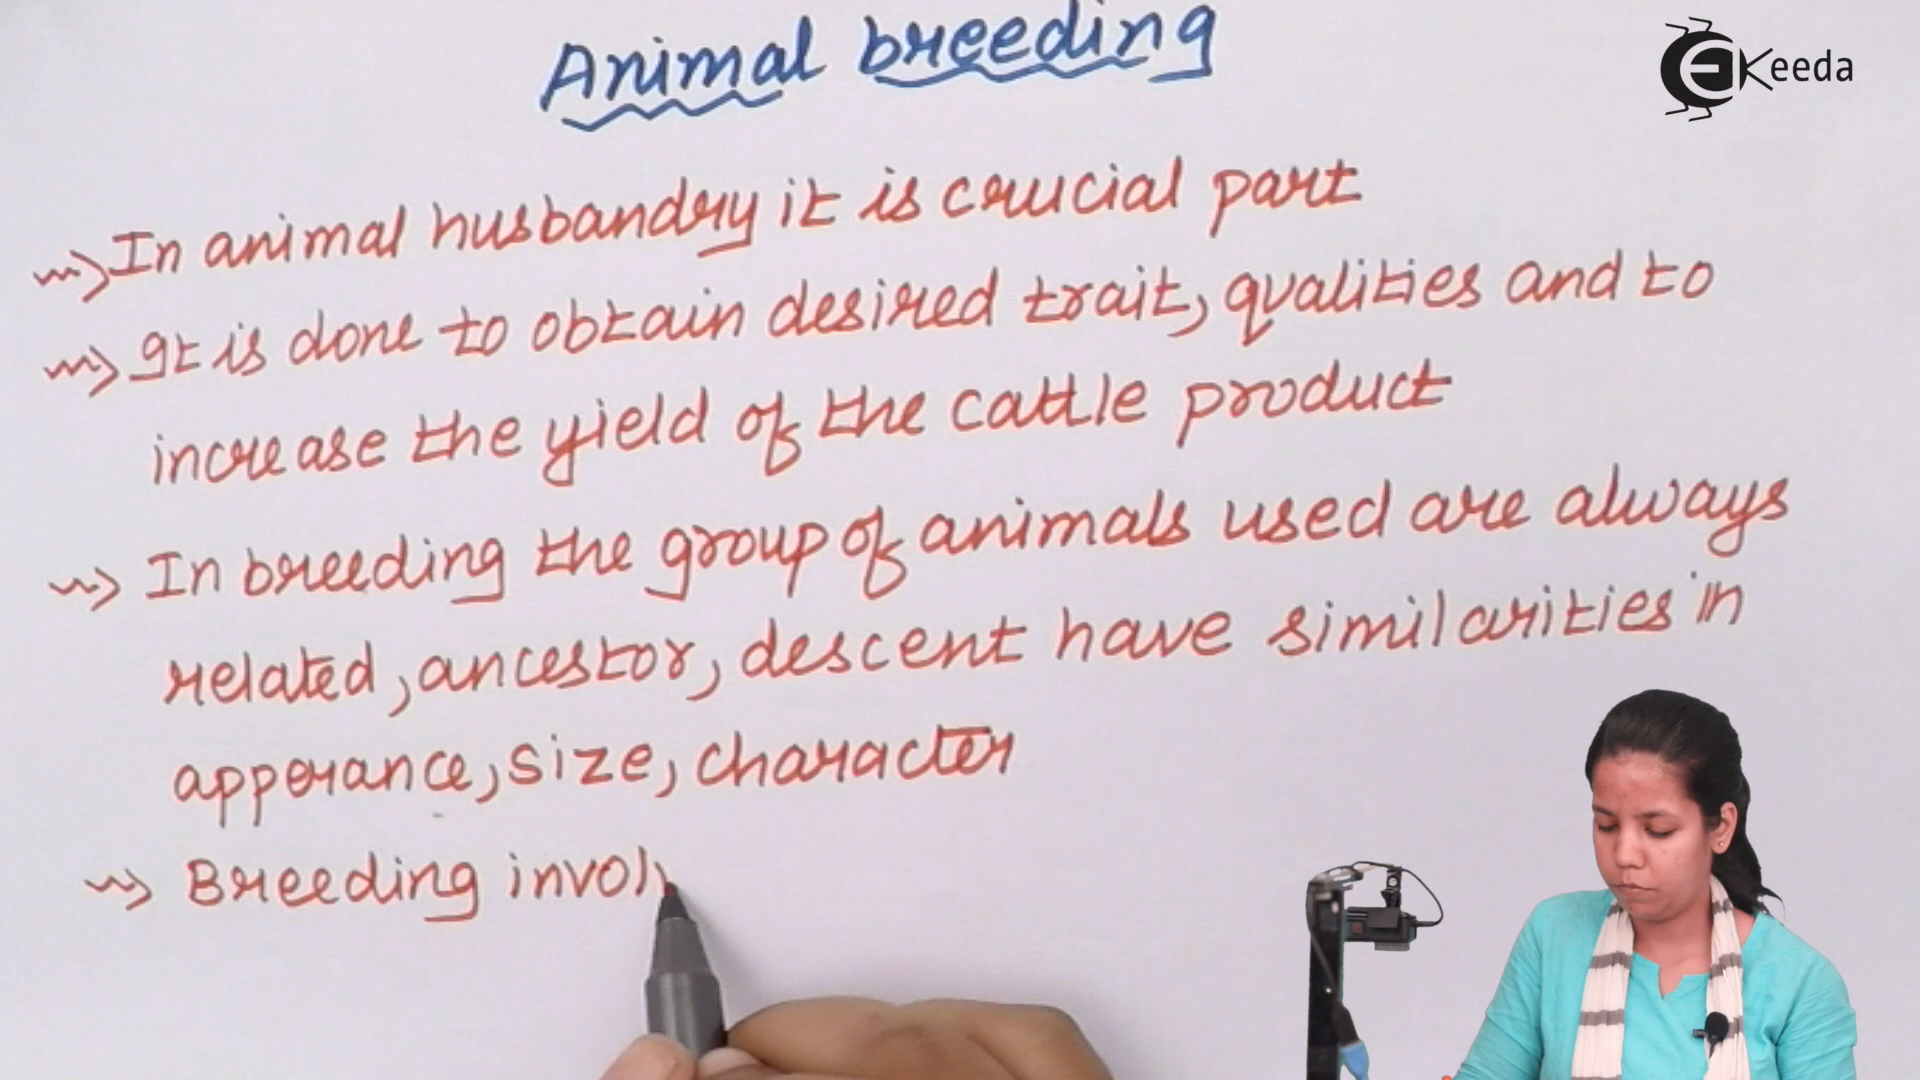 Animal breeding
EKeeda
In animal husbandry it is crucial part
It is done to obtain desired trait, qualities and to
increase the yield of the cattle product
In breeding the group of animals used are always
related, ancestor, descent have similarities in
apperance, size, character
Breeding involv